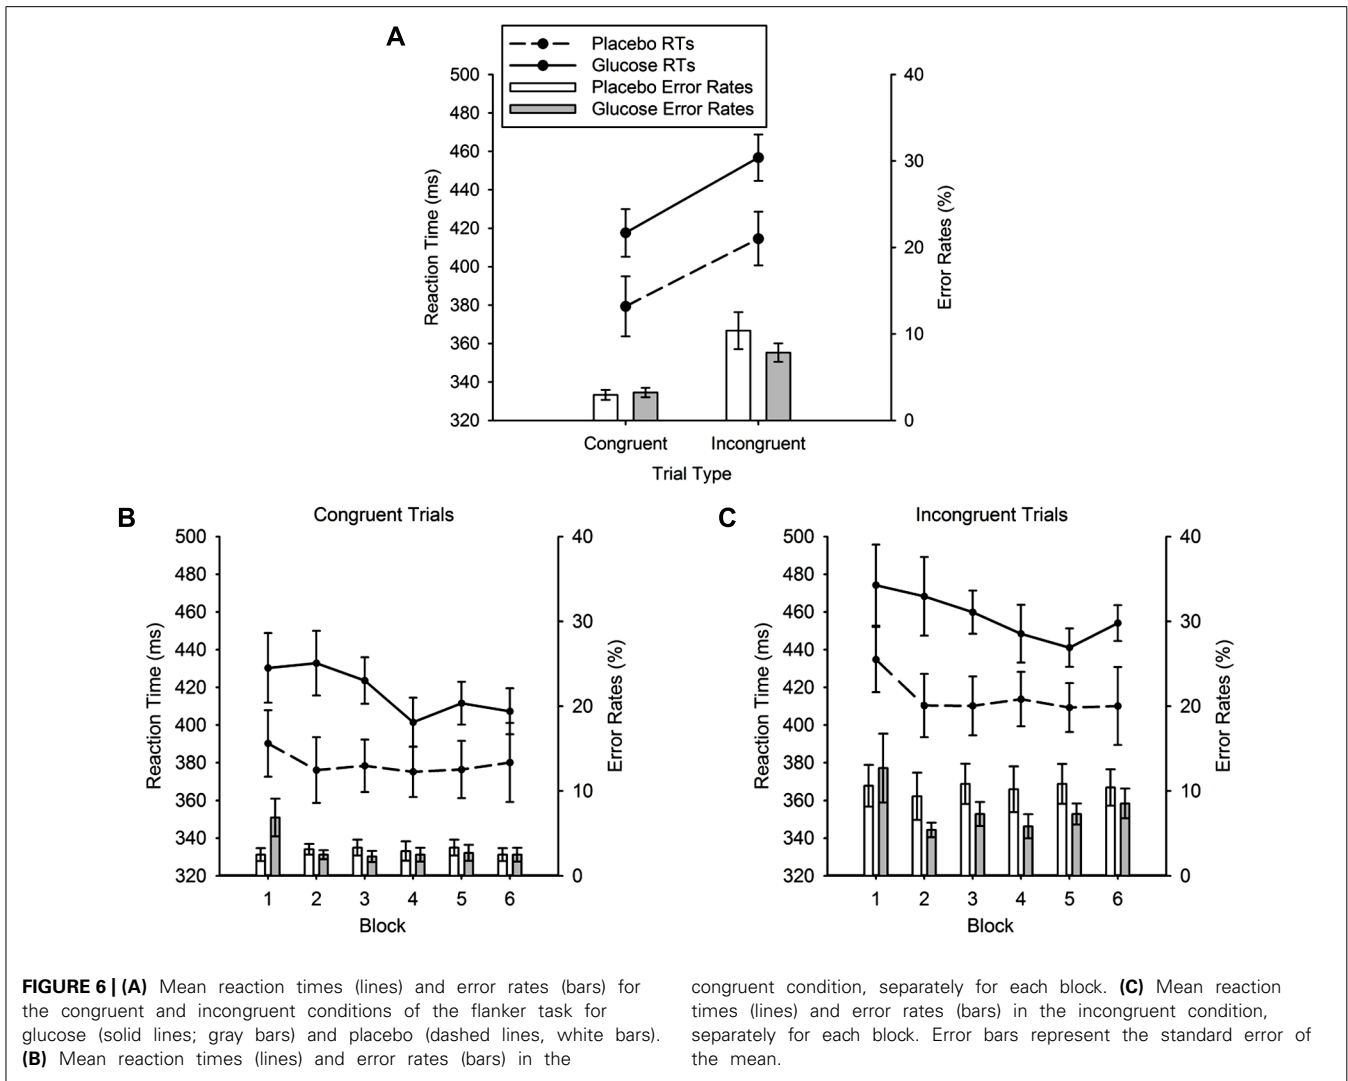 A
Placebo RTs
Glucose RTs
Placebo Error Rates
Glucose Error Rates
500
480
460
440
420
400
380
360
340
320
Reaction Time (ms)
40
30
20
10
0
Error Rates (%)
Congruent
Incongruent
Trial Type
B
Congruent Trials
500
480
460
440
420
400
380
360
340
320
Reaction Time (ms)
40
30
20
10
0
Error Rates (%)
1 2 3 4 5 6
Block
C
Incongruent Trials
500
480
460
440
420
400
380
360
340
320
Reaction Time (ms)
40
30
20
10
0
Error Rates (%)
1 2 3 4 5 6
Block
FIGURE 6 | (A) Mean reaction times (lines) and error rates (bars) for
the congruent and incongruent conditions of the flanker task for
glucose (solid lines; gray bars) and placebo (dashed lines, white bars).
(B) Mean reaction times (lines) and error rates (bars) in the
congruent condition, separately for each block. (C) Mean reaction
times (lines) and error rates (bars) in the incongruent condition,
separately for each block. Error bars represent the standard error of
the mean.